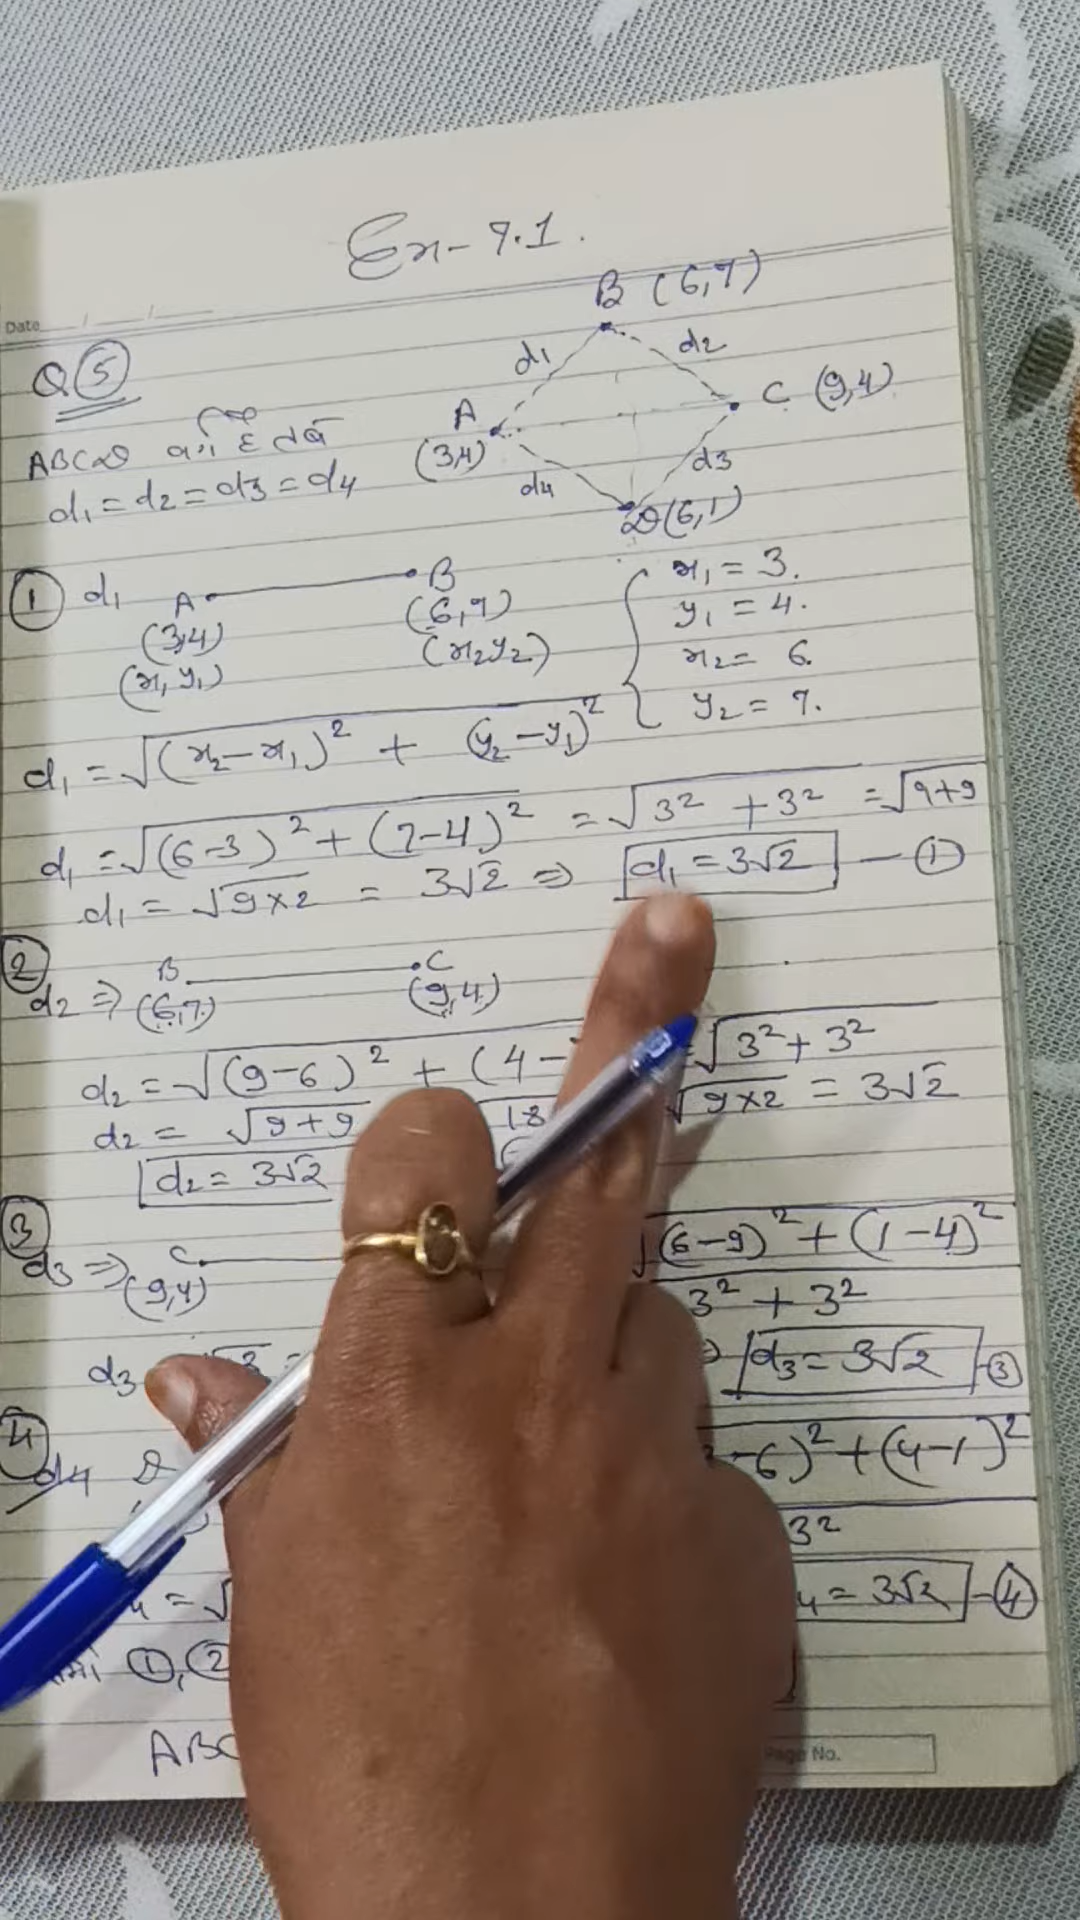 Ex-7.1.
Date / /
Q 5
B (6,7)
d1
d2
A
(3,4)
C (9,4)
d4
d3
D(6,1)
ABCD वर्ग है तब
d1=d2=d3=d4
1 d1
A B
(3,4) (6,7)
(x1 y1) (x2 y2)
x1 = 3.
y1 = 4.
x2 = 6.
y2 = 7.
d1 = √(x2-x1)² + (y2-y1)²
d1 = √(6-3)² + (7-4)² = √3² + 3² = √9+9
d1 = √9×2 = 3√2 ⇒ d1 = 3√2 — 1
2
d2 ⇒ B C
(6,7) (9,4)
d2 = √(9-6)² + (4- = √3² + 3²
d2 = √9+9 18 √9×2 = 3√2
d2 = 3√2
3
d3 ⇒ C
(9,4)
√(6-9)² + (1-4)²
3² + 3²
d3 d3 = 3√2 - 3
4
d4 D -6)² + (4-1)²
3²
= √ = 3√2 - 4
1, 2
ABC
Page No.